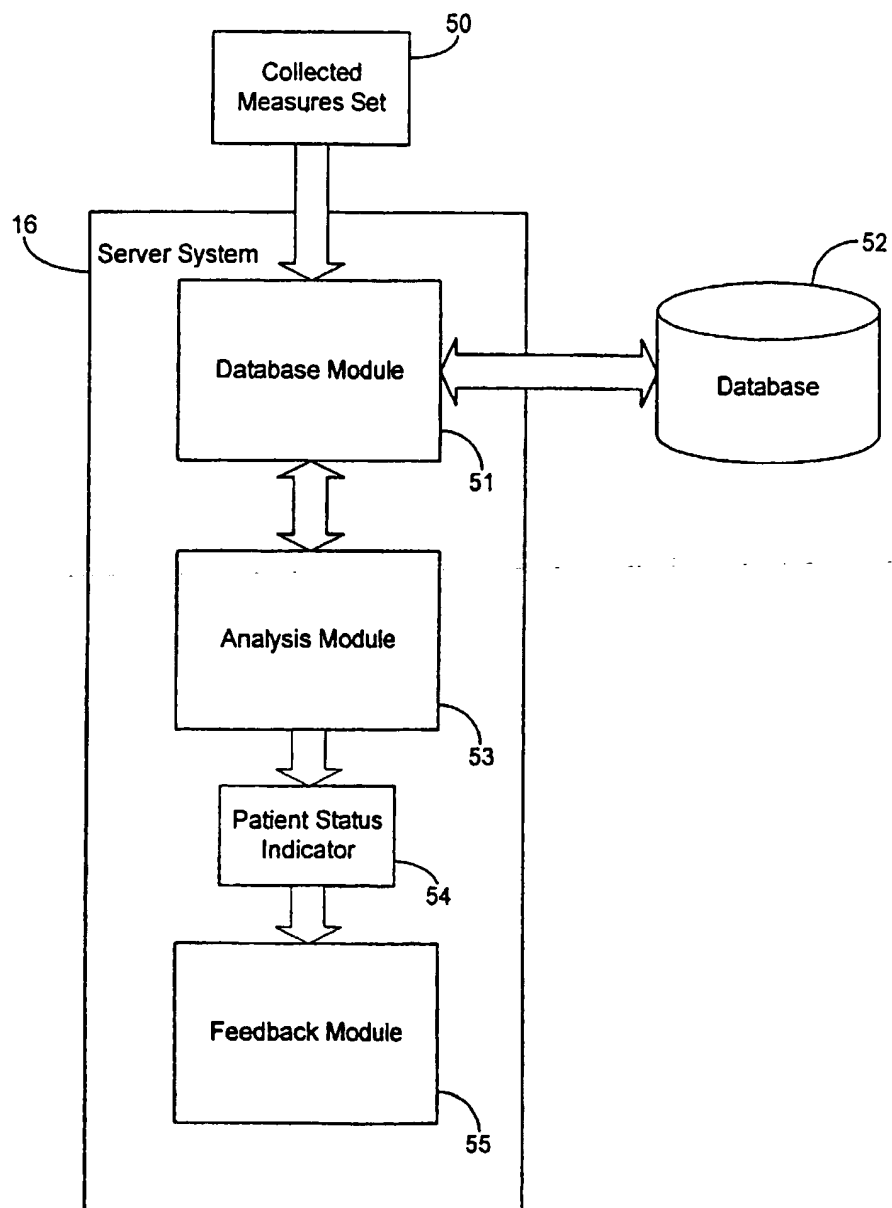 50
Collected
Measures Set
16
Server System
52
Database Module
Database
51
Analysis Module
53
Patient Status
Indicator
54
Feedback Module
55